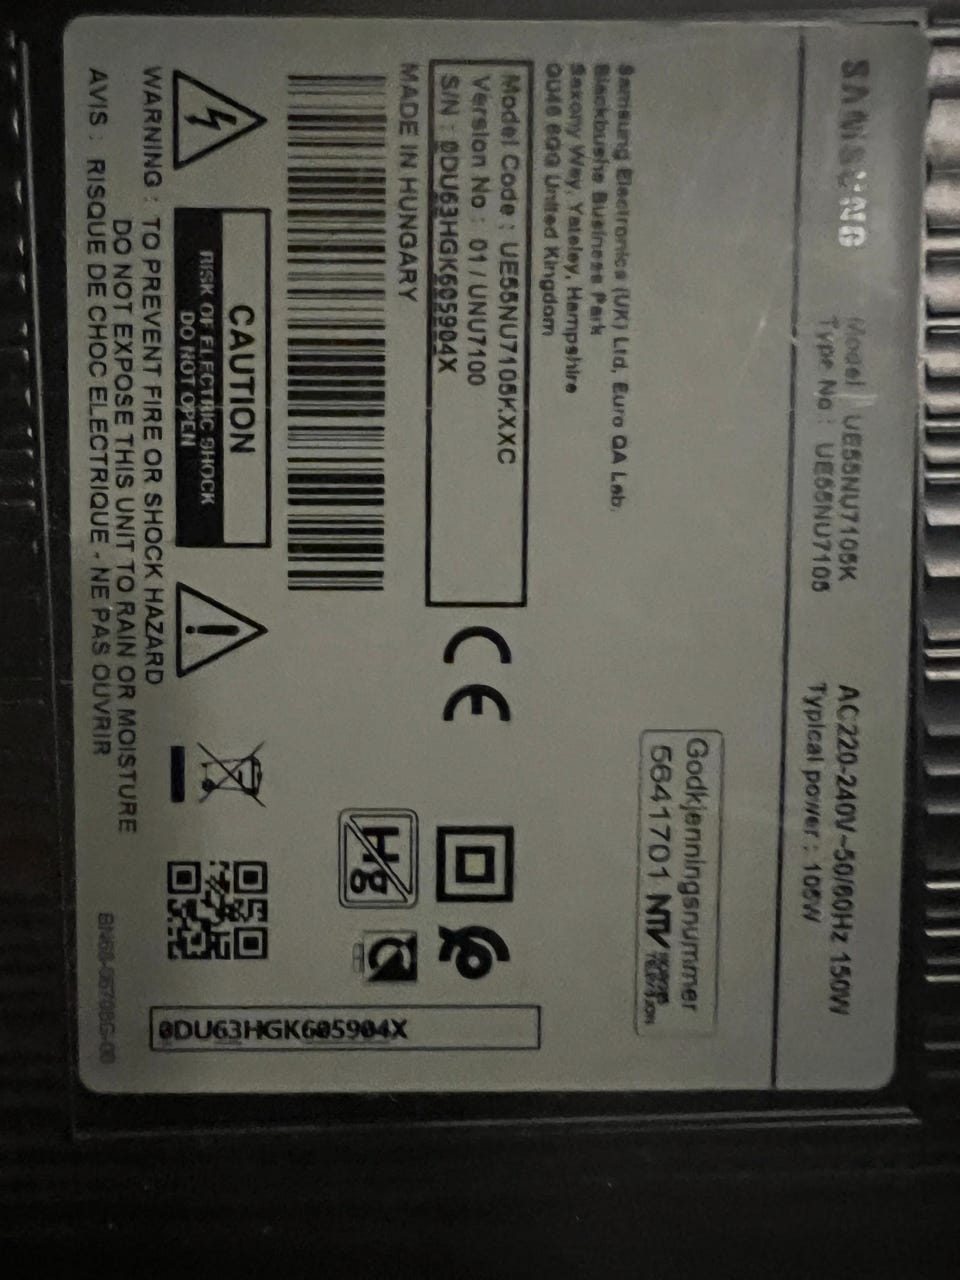 SAMSUNG
Model : UE55NU7105K
Type No : UE55NU7105
AC220-240V~50/60Hz 150W
Typical power : 105W
Samsung Electronics (UK) Ltd, Euro QA Lab.
Blackbushe Business Park
Saxony Way, Yateley, Hampshire
GU46 6GG United Kingdom
Godkjenningsnummer
5641701 NTV
Model Code : UE55NU7105KXXC
Version No : 01 / UNU7100
S/N : 0DU63HGK605904X
MADE IN HUNGARY
CE
Hg
CAUTION
RISK OF ELECTRIC SHOCK
DO NOT OPEN
WARNING : TO PREVENT FIRE OR SHOCK HAZARD
DO NOT EXPOSE THIS UNIT TO RAIN OR MOISTURE
AVIS : RISQUE DE CHOC ELECTRIQUE - NE PAS OUVRIR
0DU63HGK605904X